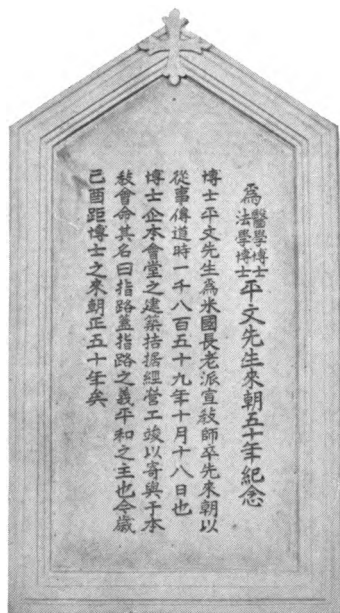 為醫學博士法學博士平文先生來朝五十年紀念
博士平文先生為米國長老派宣敎師卒先來朝以
從事傳道時一千八百五十九年十月十八日也
博士企本會堂之建築拮据經營工竣以寄與于本
敎會命其名曰指路蓋指路之義平和之主也今歲
己酉距博士之來朝正五十年矣